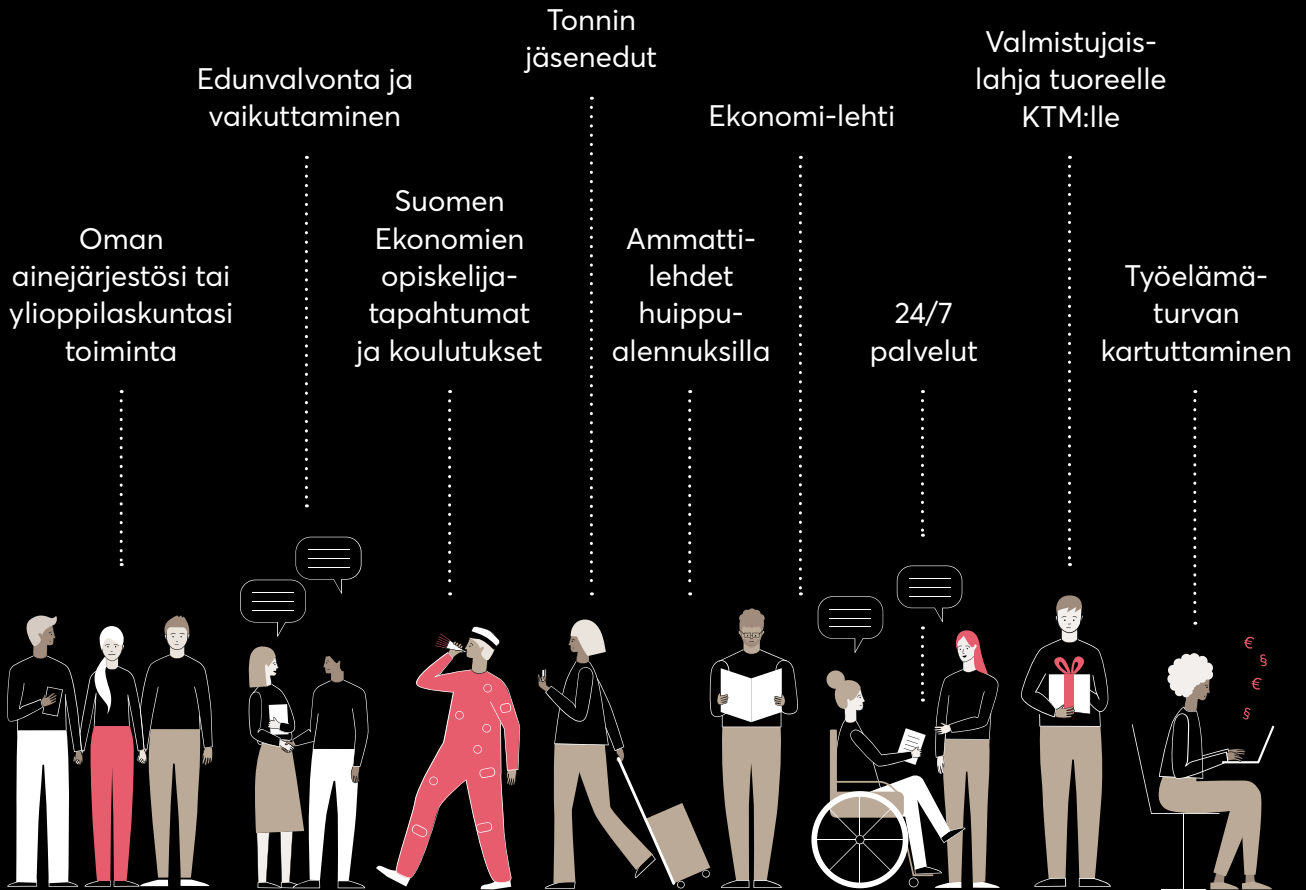 Oman
ainejärjestösi tai
ylioppilaskuntasi
toiminta
Edunvalvonta ja
vaikuttaminen
Suomen
Ekonomien
opiskelija-
tapahtumat
ja koulutukset
Tonnin
jäsenedut
Ammatti-
lehdet
huippu-
alennuksilla
Ekonomi-lehti
24/7
palvelut
Valmistujais-
lahja tuoreelle
KTM:lle
Työelämä-
turvan
kartuttaminen
€
§
€
§